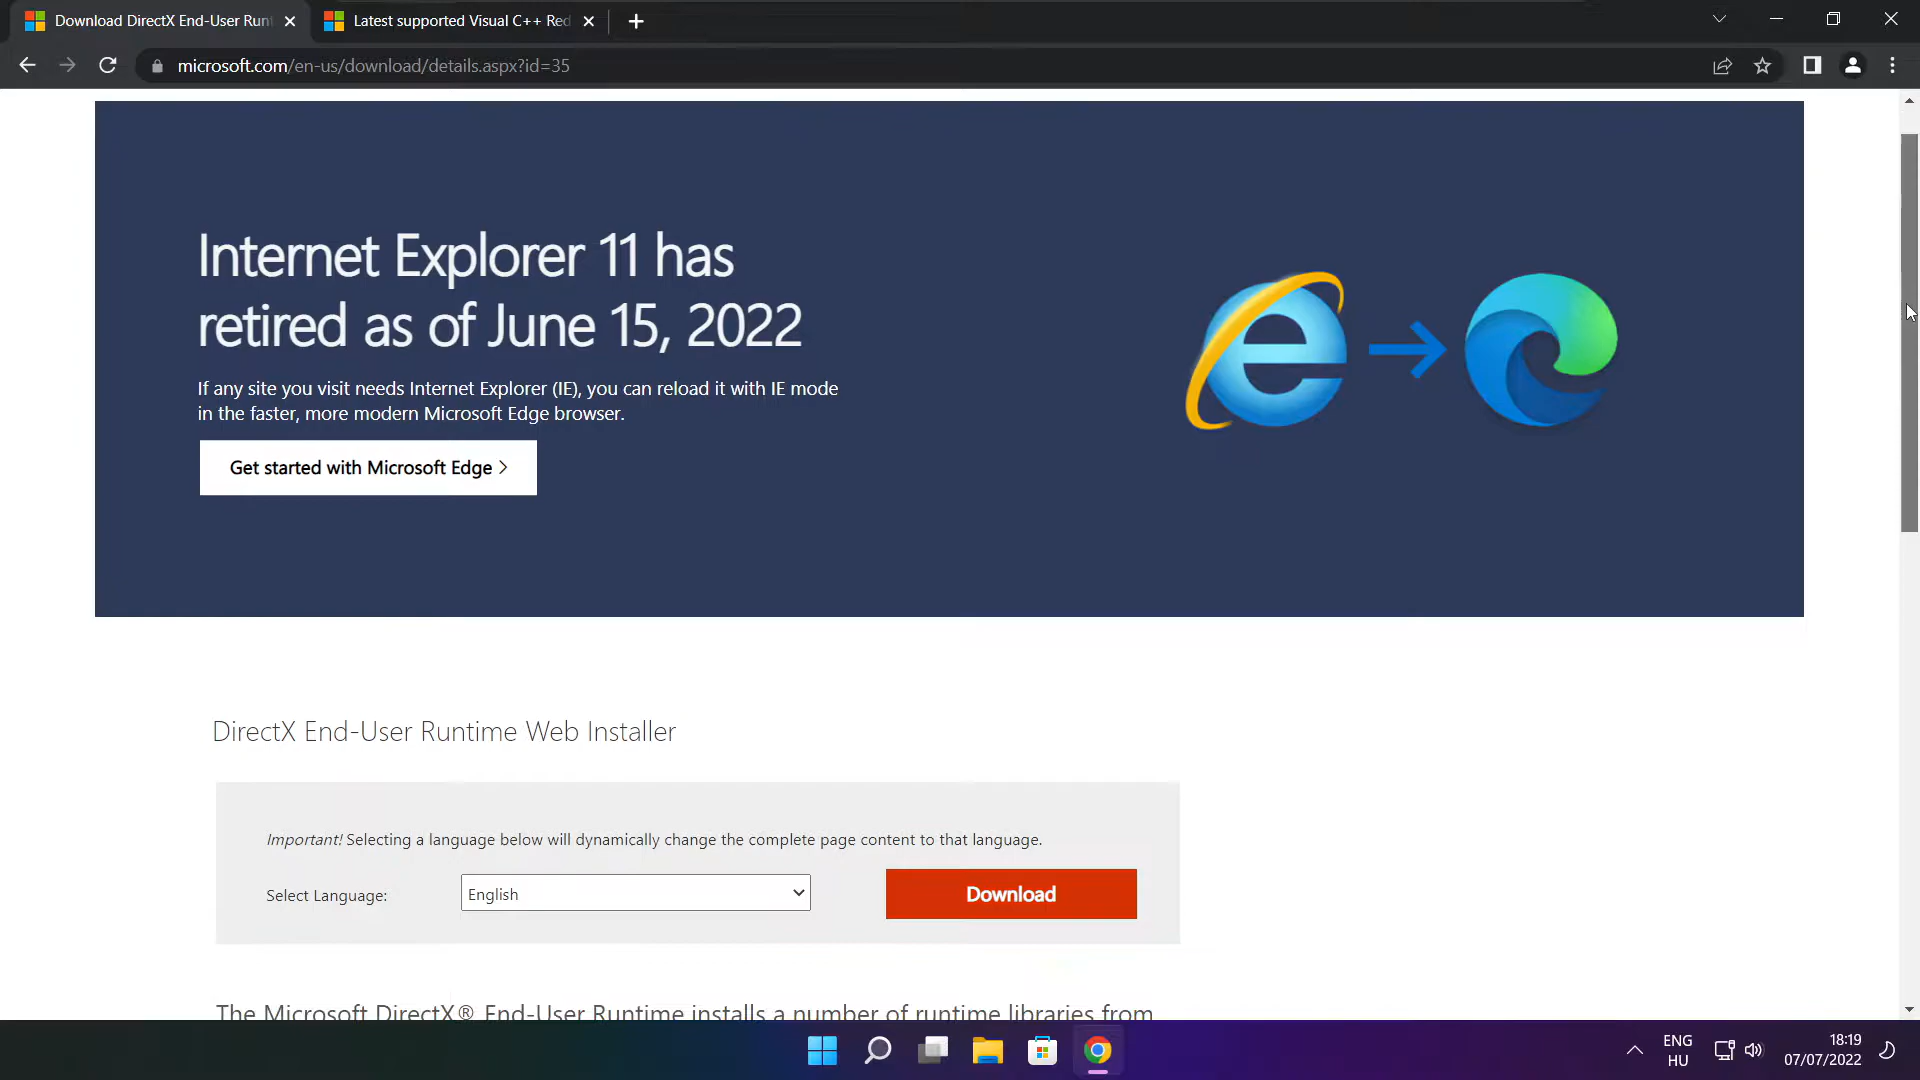 Download DirectX End-User Run
Latest supported Visual C++ Red
microsoft.com/en-us/download/details.aspx?id=35
Internet Explorer 11 has
retired as of June 15, 2022
If any site you visit needs Internet Explorer (IE), you can reload it with IE mode
in the faster, more modern Microsoft Edge browser.
Get started with Microsoft Edge
DirectX End-User Runtime Web Installer
Important! Selecting a language below will dynamically change the complete page content to that language.
Select Language:
English
Download
The Microsoft DirectX® End-User Runtime installs a number of runtime libraries from
ENG
HU
18:19
07/07/2022